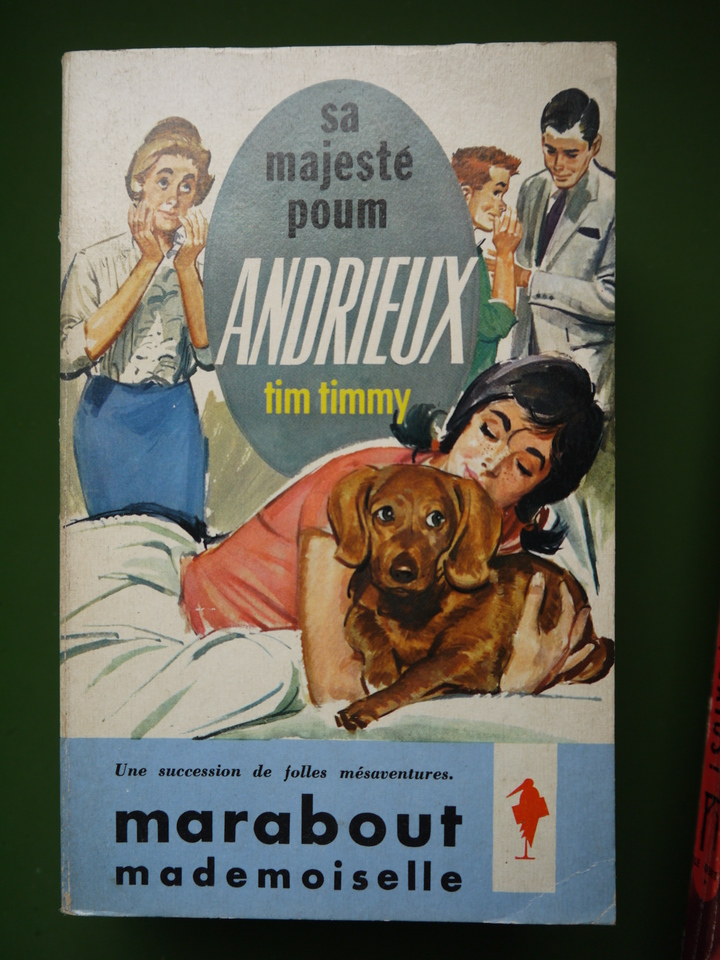 sa
majesté
poum
ANDRIEUX
tim timmy
Une succession de folles mésaventures.
marabout
mademoiselle